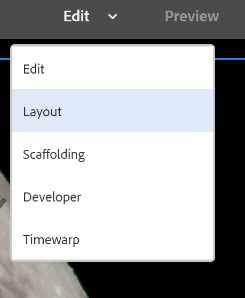 Edit Preview
Edit
Layout
Scaffolding
Developer
Timewarp